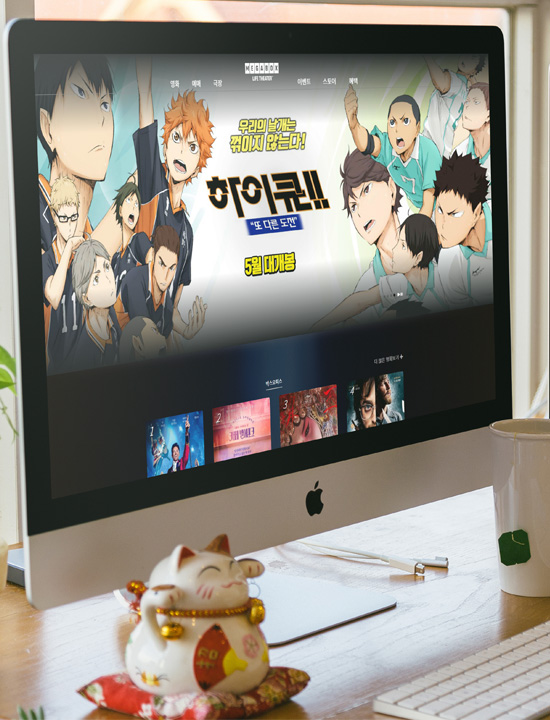 MEGABOX
LIFE THEATER
영화 예매 극장 이벤트 스토어 혜택
우리의 날개는
꺾이지 않는다!
하이큐!!
"또 다른 도전"
5월 대개봉
더 많은 영화보기 +
박스오피스
1 2 3 4